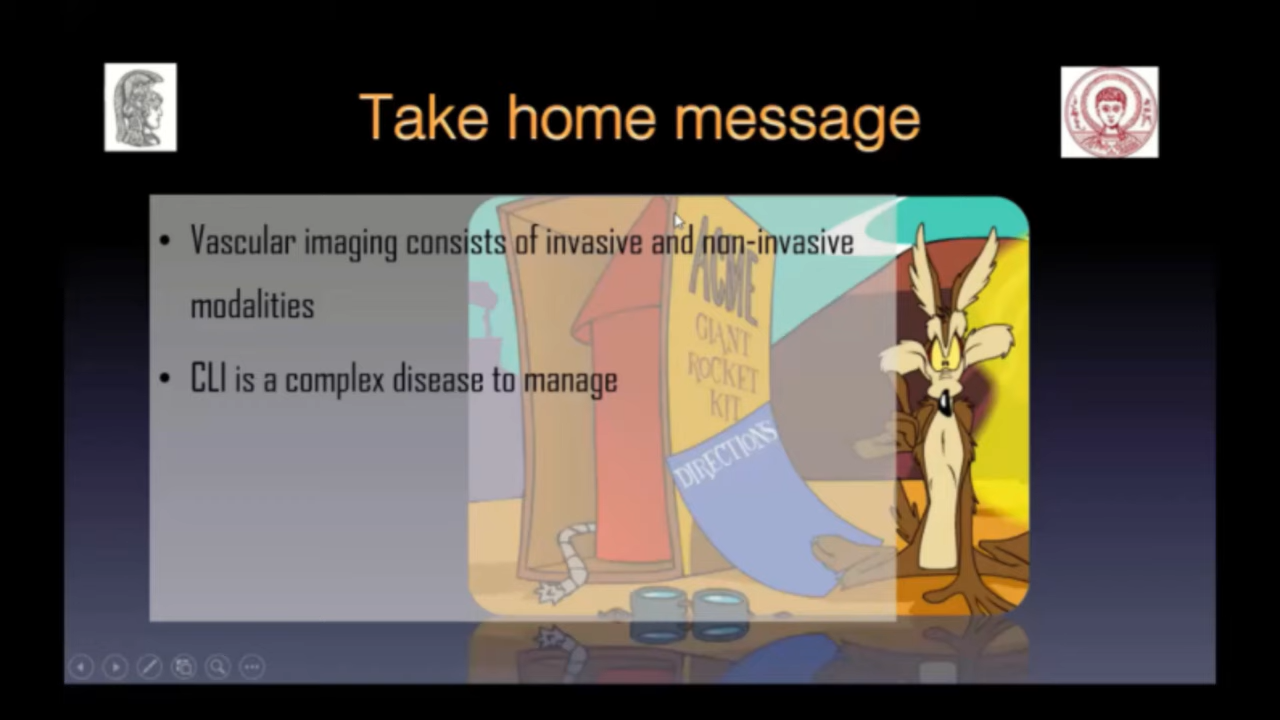 Take home message
• Vascular imaging consists of invasive and non-invasive
modalities
• CLI is a complex disease to manage
ACME
GIANT
ROCKET
KIT
DIRECTIONS